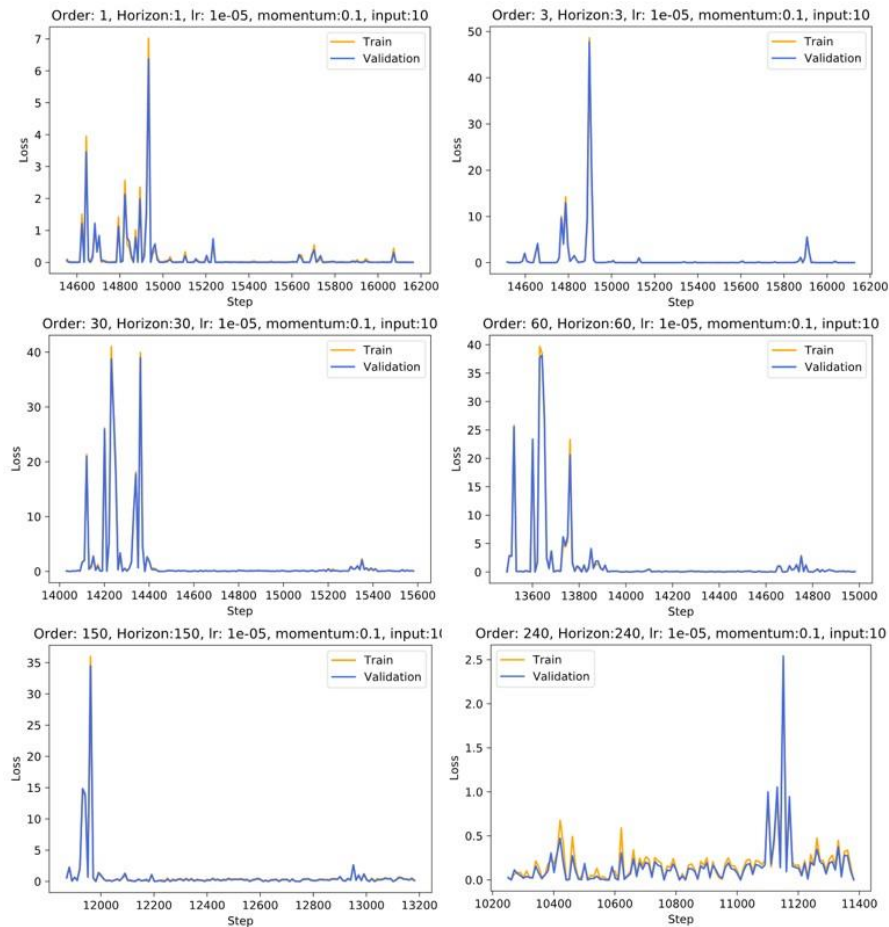 Order: 1, Horizon:1, lr: 1e-05, momentum:0.1, input:10
7
6
5
4
3
2
1
0
Loss
Train
Validation
14600 14800 15000 15200 15400 15600 15800 16000 16200
Step
Order: 3, Horizon:3, lr: 1e-05, momentum:0.1, input:10
50
40
30
20
10
0
Loss
Train
Validation
14600 14800 15000 15200 15400 15600 15800 16000
Step
Order: 30, Horizon:30, lr: 1e-05, momentum:0.1, input:10
40
30
20
10
0
Loss
Train
Validation
14000 14200 14400 14600 14800 15000 15200 15400 15600
Step
Order: 60, Horizon:60, lr: 1e-05, momentum:0.1, input:10
40
35
30
25
20
15
10
5
0
Loss
Train
Validation
13600 13800 14000 14200 14400 14600 14800 15000
Step
Order: 150, Horizon:150, lr: 1e-05, momentum:0.1, input:10
35
30
25
20
15
10
5
0
Loss
Train
Validation
12000 12200 12400 12600 12800 13000 13200
Step
Order: 240, Horizon:240, lr: 1e-05, momentum:0.1, input:10
2.5
2.0
1.5
1.0
0.5
0.0
Loss
Train
Validation
10200 10400 10600 10800 11000 11200 11400
Step